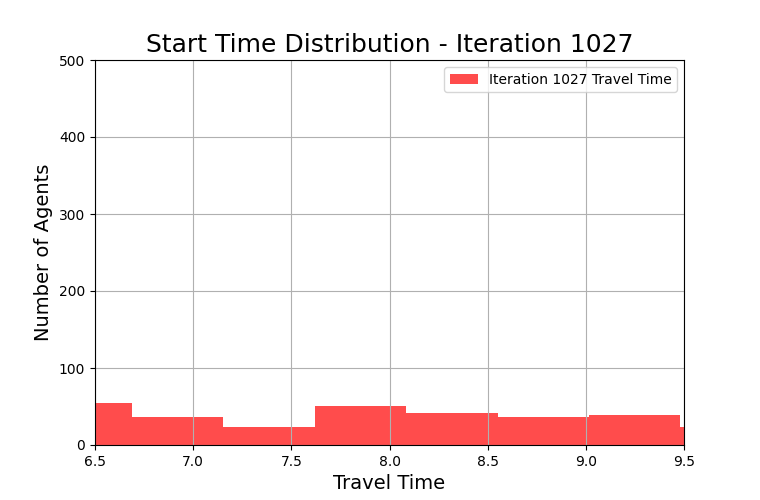 Start Time Distribution - Iteration 1027
Iteration 1027 Travel Time
Number of Agents
500
400
300
200
100
0
6.5 7.0 7.5 8.0 8.5 9.0 9.5
Travel Time